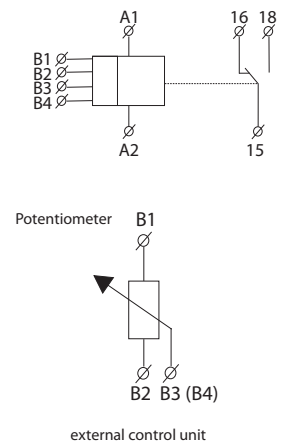 A1 16 18
B1
B2
B3
B4
A2 15
Potentiometer B1
B2 B3 (B4)
external control unit